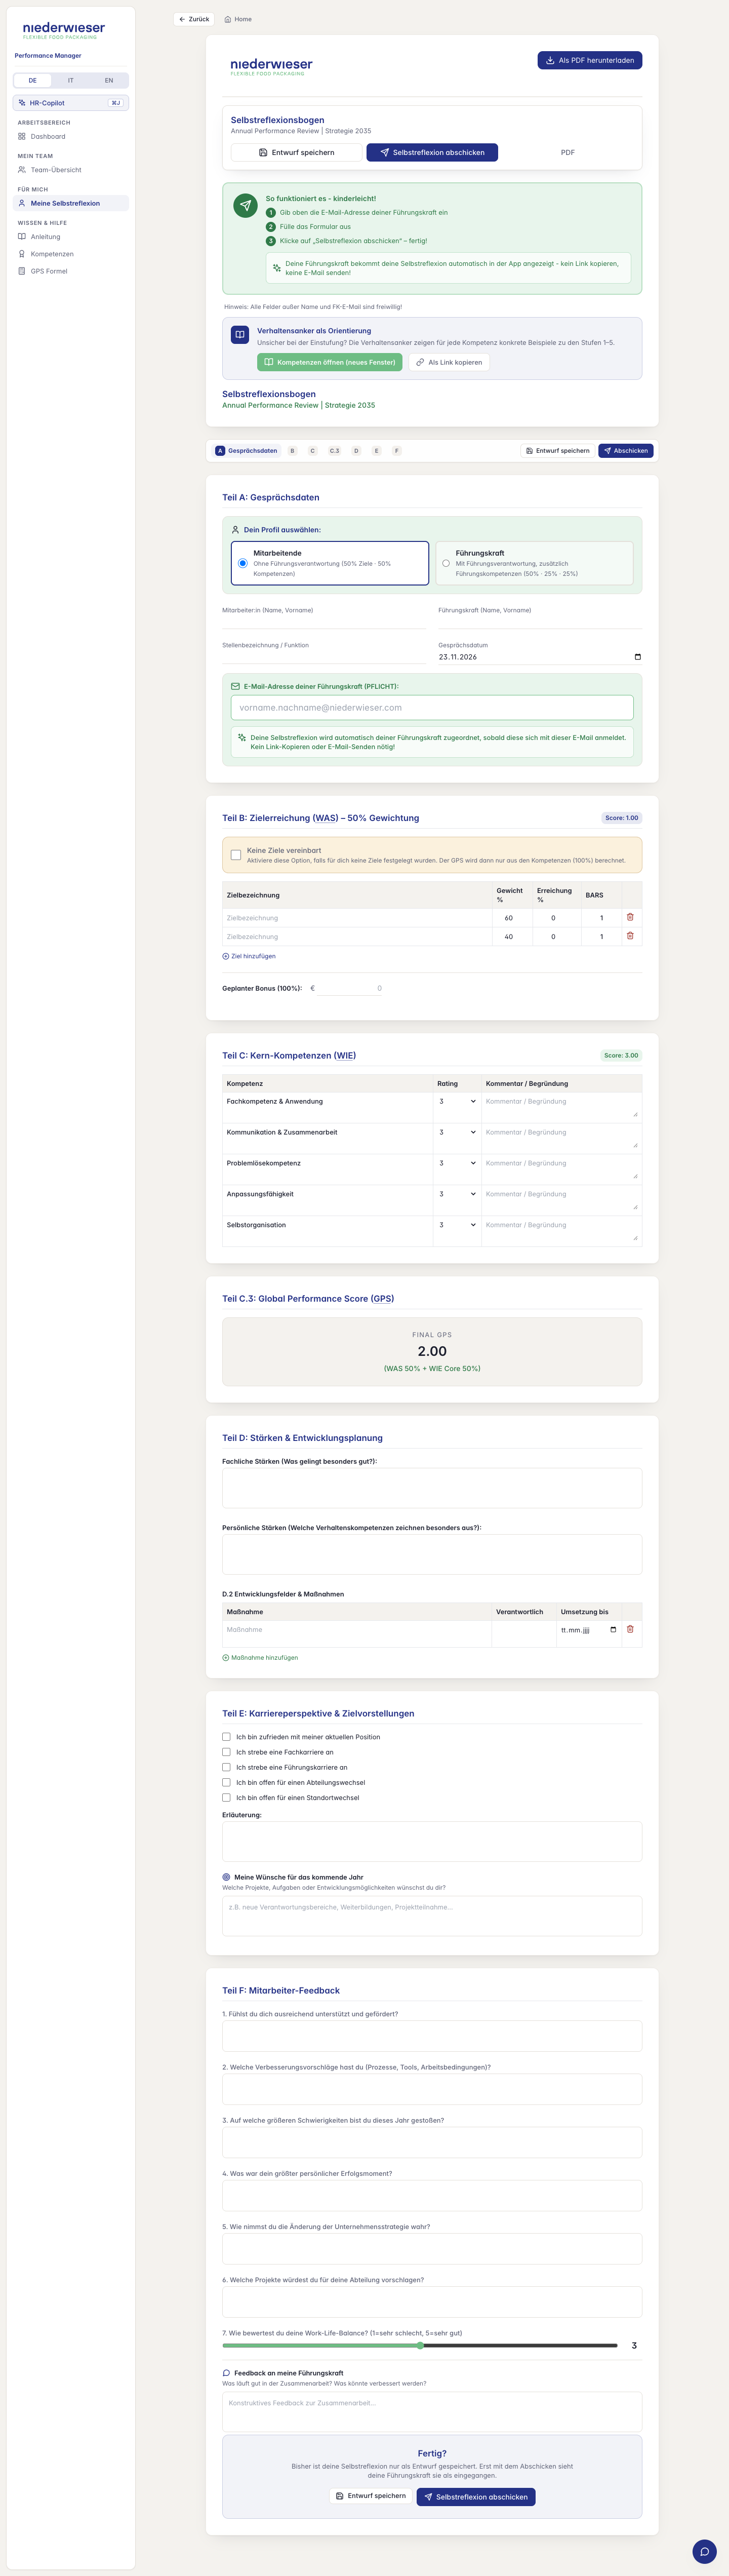 niederwieser
FLEXIBLE FOOD PACKAGING
Performance Manager
DE
IT
EN
HR-Copilot
⌘J
ARBEITSBEREICH
Dashboard
MEIN TEAM
Team-Übersicht
FÜR MICH
Meine Selbstreflexion
WISSEN & HILFE
Anleitung
Kompetenzen
GPS Formel
Zurück
Home
niederwieser
FLEXIBLE FOOD PACKAGING
Als PDF herunterladen
Selbstreflexionsbogen
Annual Performance Review | Strategie 2035
Entwurf speichern
Selbstreflexion abschicken
PDF
So funktioniert es - kinderleicht!
1 Gib oben die E-Mail-Adresse deiner Führungskraft ein
2 Fülle das Formular aus
3 Klicke auf „Selbstreflexion abschicken" – fertig!
Deine Führungskraft bekommt deine Selbstreflexion automatisch in der App angezeigt - kein Link kopieren,
keine E-Mail senden!
Hinweis: Alle Felder außer Name und FK-E-Mail sind freiwillig!
Verhaltensanker als Orientierung
Unsicher bei der Einstufung? Die Verhaltensanker zeigen für jede Kompetenz konkrete Beispiele zu den Stufen 1–5.
Kompetenzen öffnen (neues Fenster)
Als Link kopieren
Selbstreflexionsbogen
Annual Performance Review | Strategie 2035
A Gesprächsdaten
B
C
C.3
D
E
F
Entwurf speichern
Abschicken
Teil A: Gesprächsdaten
Dein Profil auswählen:
Mitarbeitende
Ohne Führungsverantwortung (50% Ziele · 50%
Kompetenzen)
Führungskraft
Mit Führungsverantwortung, zusätzlich
Führungskompetenzen (50% · 25% · 25%)
Mitarbeiter:in (Name, Vorname)
Führungskraft (Name, Vorname)
Stellenbezeichnung / Funktion
Gesprächsdatum
23.11.2026
E-Mail-Adresse deiner Führungskraft (PFLICHT):
vorname.nachname@niederwieser.com
Deine Selbstreflexion wird automatisch deiner Führungskraft zugeordnet, sobald diese sich mit dieser E-Mail anmeldet.
Kein Link-Kopieren oder E-Mail-Senden nötig!
Teil B: Zielerreichung (WAS) – 50% Gewichtung
Score: 1.00
Keine Ziele vereinbart
Aktiviere diese Option, falls für dich keine Ziele festgelegt wurden. Der GPS wird dann nur aus den Kompetenzen (100%) berechnet.
Zielbezeichnung
Gewicht
%
Erreichung
%
BARS
Zielbezeichnung 60 0 1
Zielbezeichnung 40 0 1
Ziel hinzufügen
Geplanter Bonus (100%): € 0
Teil C: Kern-Kompetenzen (WIE)
Score: 3.00
Kompetenz Rating Kommentar / Begründung
Fachkompetenz & Anwendung 3 Kommentar / Begründung
Kommunikation & Zusammenarbeit 3 Kommentar / Begründung
Problemlösekompetenz 3 Kommentar / Begründung
Anpassungsfähigkeit 3 Kommentar / Begründung
Selbstorganisation 3 Kommentar / Begründung
Teil C.3: Global Performance Score (GPS)
FINAL GPS
2.00
(WAS 50% + WIE Core 50%)
Teil D: Stärken & Entwicklungsplanung
Fachliche Stärken (Was gelingt besonders gut?):
Persönliche Stärken (Welche Verhaltenskompetenzen zeichnen besonders aus?):
D.2 Entwicklungsfelder & Maßnahmen
Maßnahme Verantwortlich Umsetzung bis
Maßnahme tt.mm.jjjj
Maßnahme hinzufügen
Teil E: Karriereperspektive & Zielvorstellungen
Ich bin zufrieden mit meiner aktuellen Position
Ich strebe eine Fachkarriere an
Ich strebe eine Führungskarriere an
Ich bin offen für einen Abteilungswechsel
Ich bin offen für einen Standortwechsel
Erläuterung:
Meine Wünsche für das kommende Jahr
Welche Projekte, Aufgaben oder Entwicklungsmöglichkeiten wünschst du dir?
z.B. neue Verantwortungsbereiche, Weiterbildungen, Projektteilnahme...
Teil F: Mitarbeiter-Feedback
1. Fühlst du dich ausreichend unterstützt und gefördert?
2. Welche Verbesserungsvorschläge hast du (Prozesse, Tools, Arbeitsbedingungen)?
3. Auf welche größeren Schwierigkeiten bist du dieses Jahr gestoßen?
4. Was war dein größter persönlicher Erfolgsmoment?
5. Wie nimmst du die Änderung der Unternehmensstrategie wahr?
6. Welche Projekte würdest du für deine Abteilung vorschlagen?
7. Wie bewertest du deine Work-Life-Balance? (1=sehr schlecht, 5=sehr gut)
3
Feedback an meine Führungskraft
Was läuft gut in der Zusammenarbeit? Was könnte verbessert werden?
Konstruktives Feedback zur Zusammenarbeit...
Fertig?
Bisher ist deine Selbstreflexion nur als Entwurf gespeichert. Erst mit dem Abschicken sieht
deine Führungskraft sie als eingegangen.
Entwurf speichern
Selbstreflexion abschicken